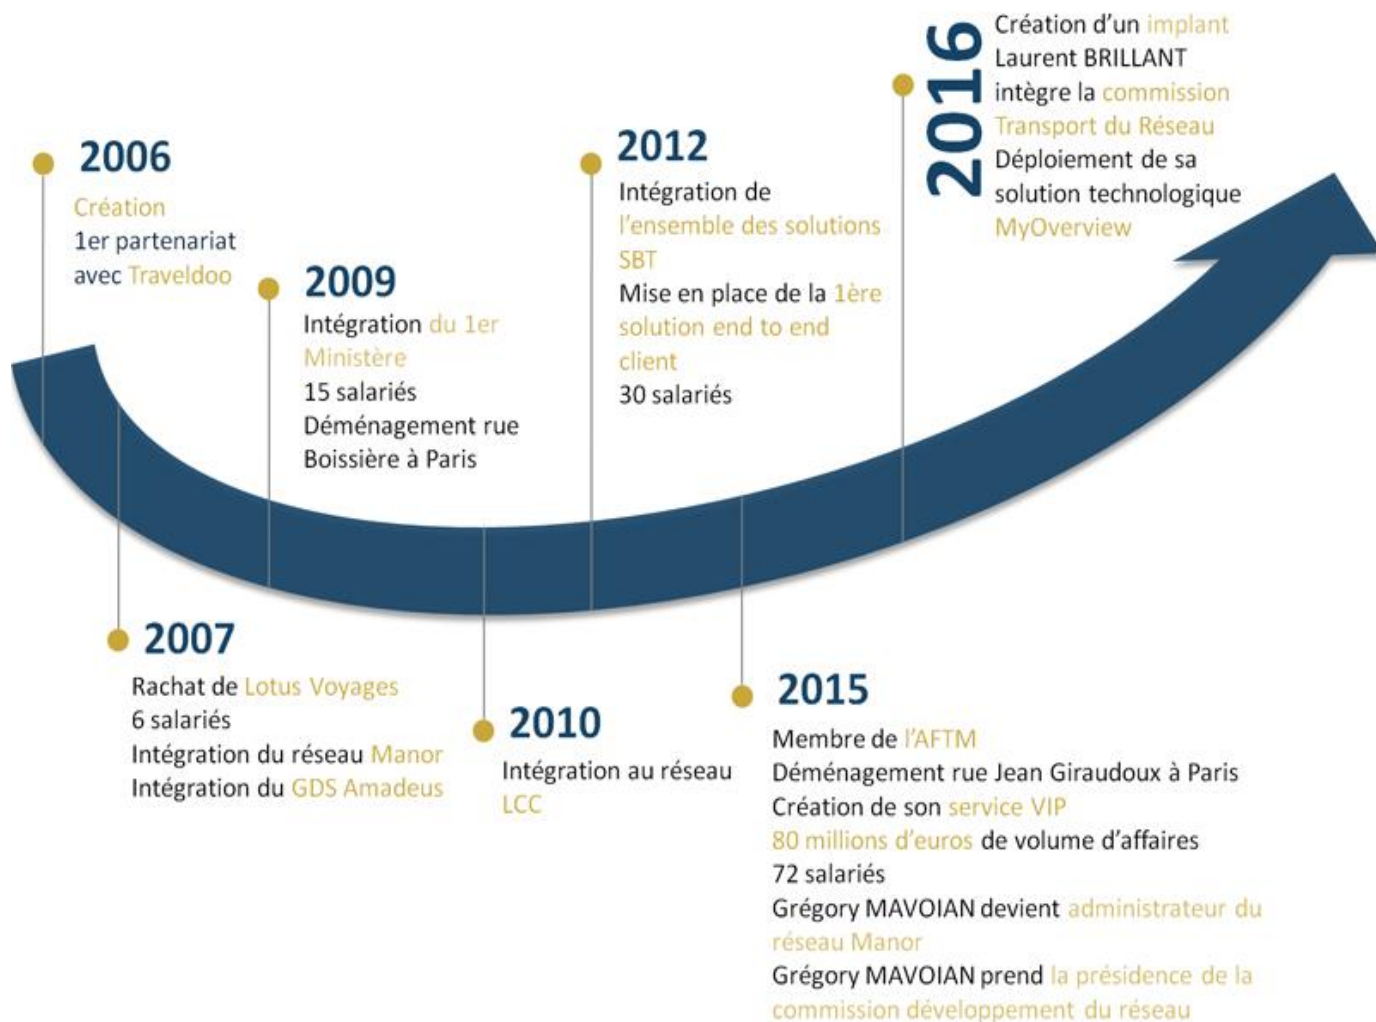 2006
Création
1er partenariat
avec Traveldoo
2007
Rachat de Lotus Voyages
6 salariés
Intégration du réseau Manor
Intégration du GDS Amadeus
2009
Intégration du 1er
Ministère
15 salariés
Déménagement rue
Boissière à Paris
2010
Intégration au réseau
LCC
2012
Intégration de
l'ensemble des solutions
SBT
Mise en place de la 1ère
solution end to end
client
30 salariés
2015
Membre de l'AFTM
Déménagement rue Jean Giraudoux à Paris
Création de son service VIP
80 millions d'euros de volume d'affaires
72 salariés
Grégory MAVOIAN devient administrateur du
réseau Manor
Grégory MAVOIAN prend la présidence de la
commission développement du réseau
2016
Création d'un implant
Laurent BRILLANT
intègre la commission
Transport du Réseau
Déploiement de sa
solution technologique
MyOverview